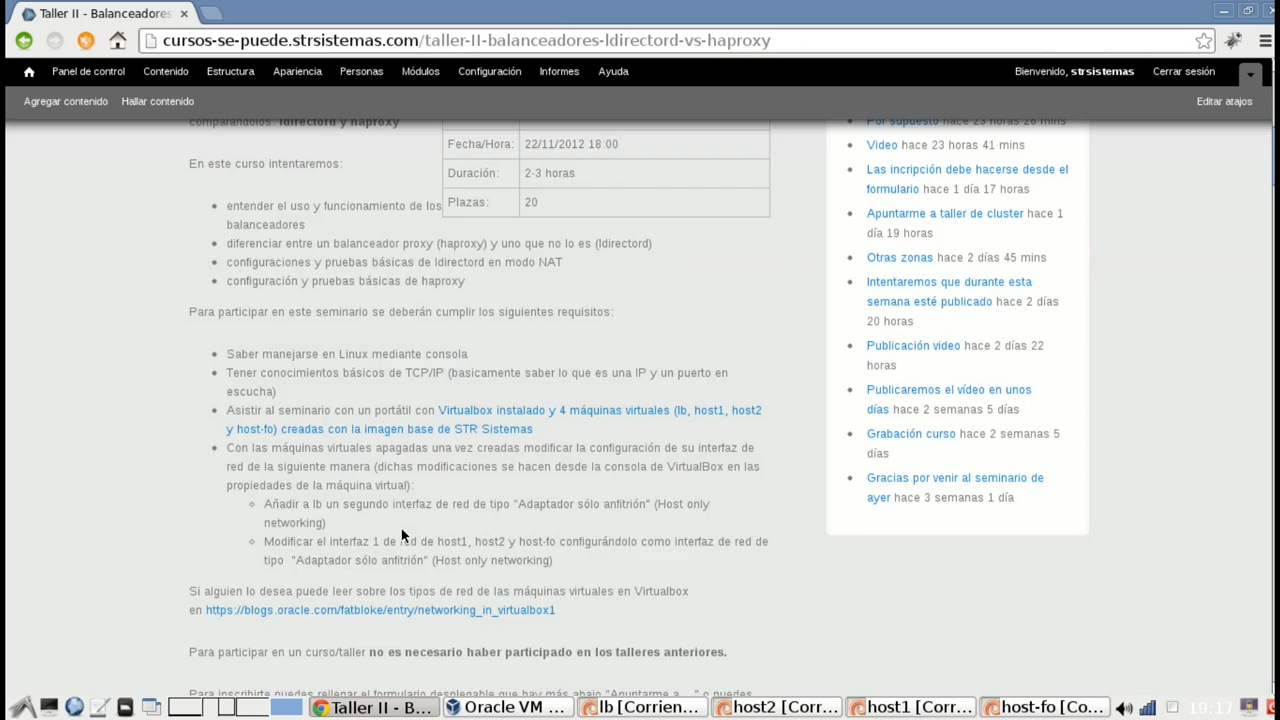 Taller II - Balanceadores
cursos-se-puede.strsistemas.com/taller-II-balanceadores-ldirectord-vs-haproxy
Panel de control Contenido Estructura Apariencia Personas Módulos Configuración Informes Ayuda Bienvenido, strsistemas Cerrar sesión
Agregar contenido Hallar contenido Editar atajos
comparándolos: ldirectord y haproxy
Fecha/Hora: 22/11/2012 18:00
Duración: 2-3 horas
Plazas: 20
En este curso intentaremos:
entender el uso y funcionamiento de los
balanceadores
diferenciar entre un balanceador proxy (haproxy) y uno que no lo es (ldirectord)
configuraciones y pruebas básicas de ldirectord en modo NAT
configuración y pruebas básicas de haproxy
Para participar en este seminario se deberán cumplir los siguientes requisitos:
Saber manejarse en Linux mediante consola
Tener conocimientos básicos de TCP/IP (basicamente saber lo que es una IP y un puerto en
escucha)
Asistir al seminario con un portátil con Virtualbox instalado y 4 máquinas virtuales (lb, host1, host2
y host-fo) creadas con la imagen base de STR Sistemas
Con las máquinas virtuales apagadas una vez creadas modificar la configuración de su interfaz de
red de la siguiente manera (dichas modificaciones se hacen desde la consola de VirtualBox en las
propiedades de la máquina virtual):
Añadir a lb un segundo interfaz de red de tipo "Adaptador sólo anfitrión" (Host only
networking)
Modificar el interfaz 1 de red de host1, host2 y host-fo configurándolo como interfaz de red de
tipo "Adaptador sólo anfitrión" (Host only networking)
Si alguien lo desea puede leer sobre los tipos de red de las máquinas virtuales en Virtualbox
en https://blogs.oracle.com/fatbloke/entry/networking_in_virtualbox1
Para participar en un curso/taller no es necesario haber participado en los talleres anteriores.
Para inscribirte puedes rellenar el formulario desplegable que hay más abajo "Apuntarme a ..." o puedes
Por supuesto hace 23 horas 26 mins
Video hace 23 horas 41 mins
Las incripción debe hacerse desde el
formulario hace 1 día 17 horas
Apuntarme a taller de cluster hace 1
día 19 horas
Otras zonas hace 2 días 45 mins
Intentaremos que durante esta
semana esté publicado hace 2 días
20 horas
Publicación video hace 2 días 22
horas
Publicaremos el vídeo en unos
días hace 2 semanas 5 días
Grabación curso hace 2 semanas 5
días
Gracias por venir al seminario de
ayer hace 3 semanas 1 día
Taller II - B... Oracle VM ... lb [Corrien... host2 [Corr... host1 [Corr... host-fo [Co... 19:17